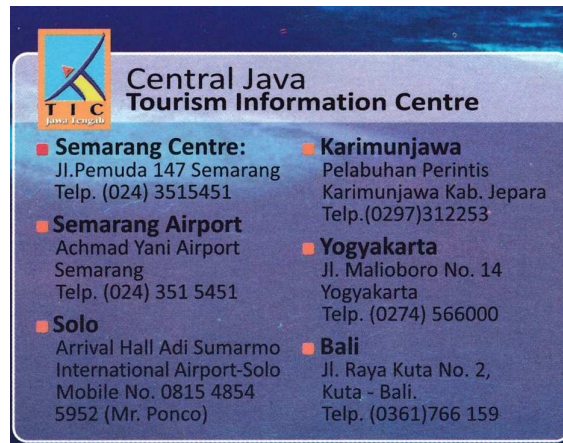 T I C
Jawa Tengah
Central Java
Tourism Information Centre
Semarang Centre:
Jl.Pemuda 147 Semarang
Telp. (024) 3515451
Semarang Airport
Achmad Yani Airport
Semarang
Telp. (024) 351 5451
Solo
Arrival Hall Adi Sumarmo
International Airport-Solo
Mobile No. 0815 4854
5952 (Mr. Ponco)
Karimunjawa
Pelabuhan Perintis
Karimunjawa Kab. Jepara
Telp.(0297)312253
Yogyakarta
Jl. Malioboro No. 14
Yogyakarta
Telp. (0274) 566000
Bali
Jl. Raya Kuta No. 2,
Kuta - Bali.
Telp. (0361)766 159